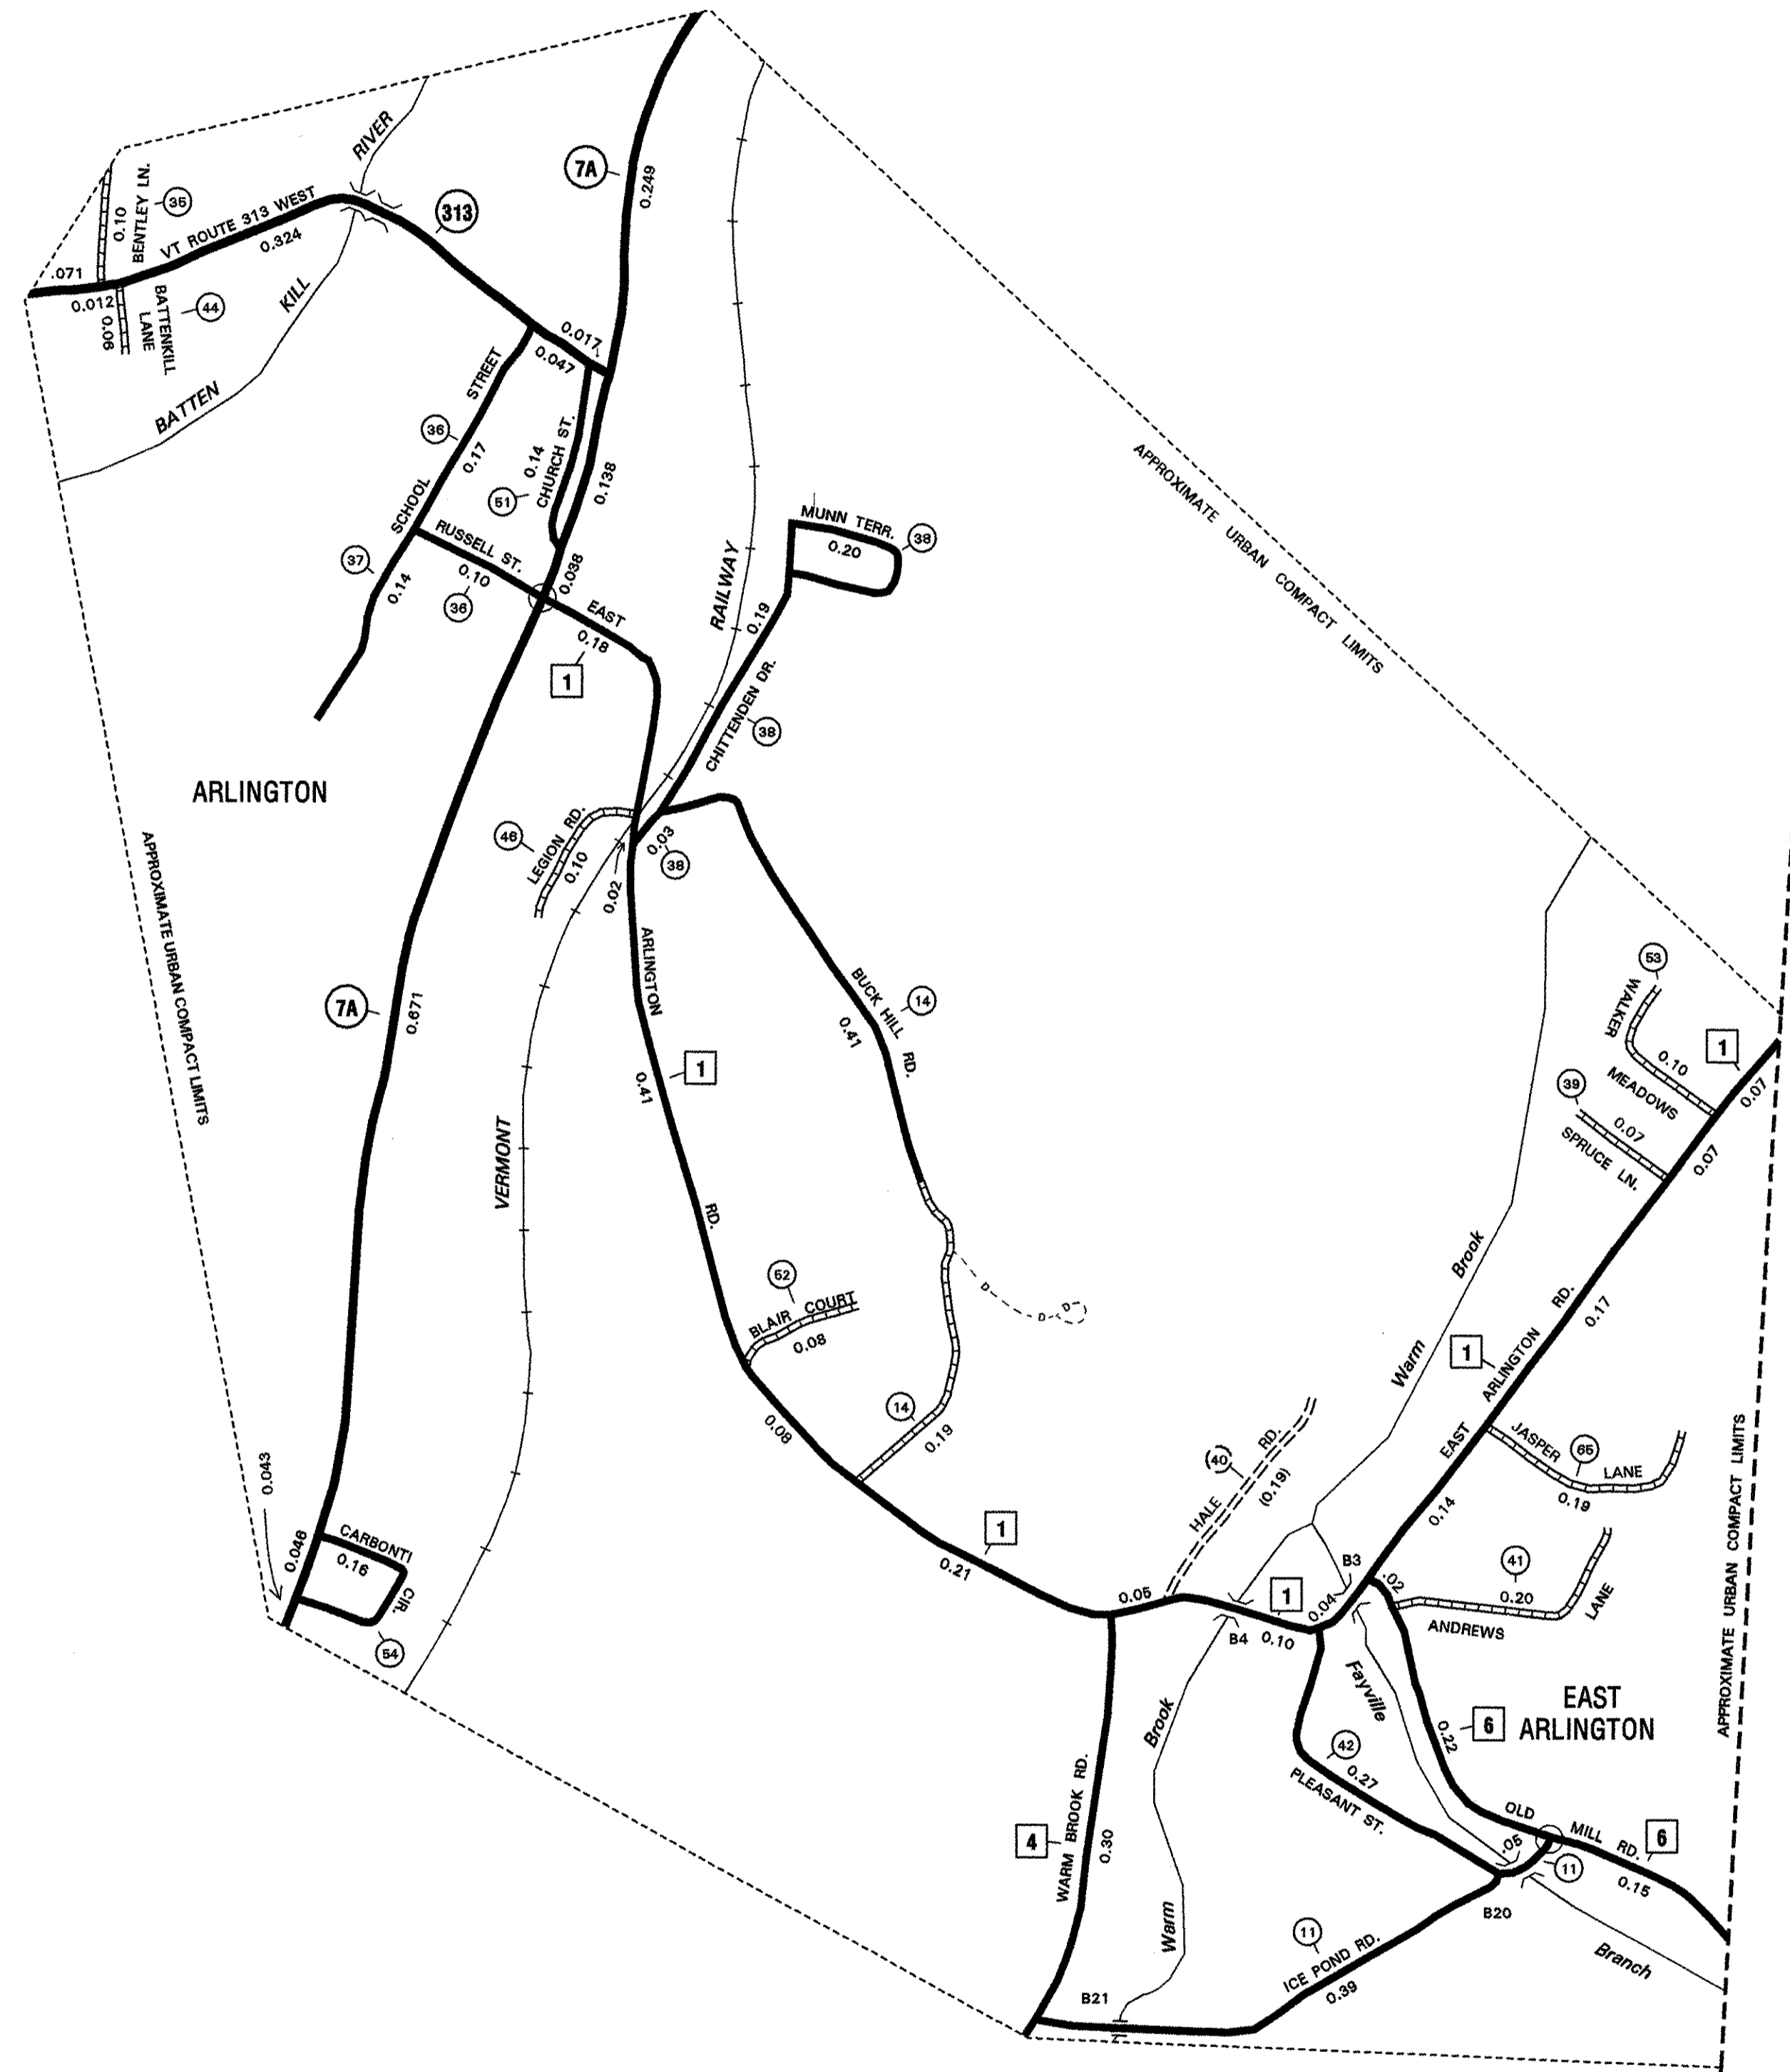 RIVER
7A
0.249
35
BENTLEY LN.
0.10
VT ROUTE 313 WEST
0.324
313
.071
0.012
0.06
BATTENKILL
LANE
44
KILL
BATTEN
0.017
0.047
STREET
36
0.17
SCHOOL
CHURCH ST.
0.14
51
0.138
RUSSELL ST.
0.10
36
37
0.14
0.038
EAST
0.18
1
RAILWAY
MUNN TERR.
0.20
38
0.19
CHITTENDEN DR.
38
APPROXIMATE URBAN COMPACT LIMITS
ARLINGTON
APPROXIMATE URBAN COMPACT LIMITS
46
LEGION RD.
0.10
0.02
0.03
38
ARLINGTON
7A
0.671
1
0.41
RD.
BUCK HILL RD.
14
0.41
VERMONT
53
WALKER
MEADOWS
0.10
1
0.07
39
0.07
SPRUCE LN.
0.07
52
BLAIR COURT
0.08
0.08
14
0.19
Brook
Warm
RD.
0.17
1
ARLINGTON
EAST
JASPER LANE
65
0.19
0.14
40
HALE RD.
(0.19)
0.043
0.046
CARBONTI
0.16
CIR.
54
1
0.21
0.05
1
B3
.02
0.04
B4
0.10
41
0.20
ANDREWS LANE
APPROXIMATE URBAN COMPACT LIMITS
EAST
ARLINGTON
Fayville
6
0.22
42
0.27
PLEASANT ST.
Brook
Warm
4
WARM BROOK RD.
0.30
OLD MILL RD.
6
.05
11
0.15
B20
11
ICE POND RD.
0.39
Branch
B21